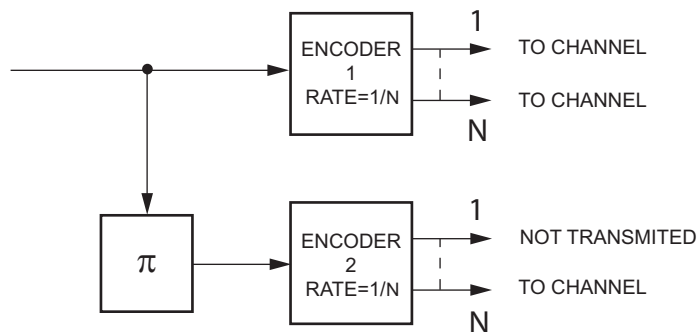 1
ENCODER
1
RATE=1/N
TO CHANNEL
TO CHANNEL
N
π
1
ENCODER
2
RATE=1/N
NOT TRANSMITED
TO CHANNEL
N